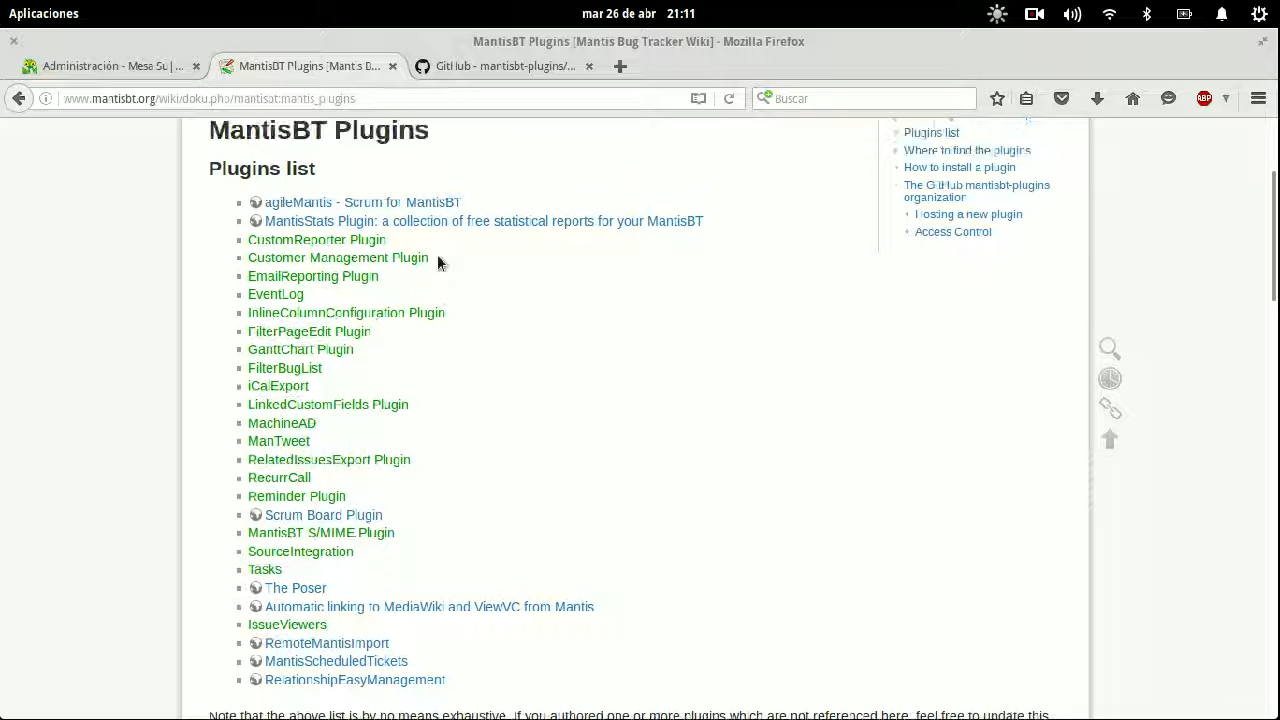 Aplicaciones
mar 26 de abr 21:11
MantisBT Plugins [Mantis Bug Tracker Wiki] - Mozilla Firefox
Administración - Mesa Su|...
MantisBT Plugins [Mantis B...
GitHub - mantisbt-plugins/...
www.mantisbt.org/wiki/doku.php/mantisbt:mantis_plugins
Buscar
ABP
MantisBT Plugins
Plugins list
agileMantis - Scrum for MantisBT
MantisStats Plugin: a collection of free statistical reports for your MantisBT
CustomReporter Plugin
Customer Management Plugin
EmailReporting Plugin
EventLog
InlineColumnConfiguration Plugin
FilterPageEdit Plugin
GanttChart Plugin
FilterBugList
iCalExport
LinkedCustomFields Plugin
MachineAD
ManTweet
RelatedIssuesExport Plugin
RecurrCall
Reminder Plugin
Scrum Board Plugin
MantisBT S/MIME Plugin
SourceIntegration
Tasks
The Poser
Automatic linking to MediaWiki and ViewVC from Mantis
IssueViewers
RemoteMantisImport
MantisScheduledTickets
RelationshipEasyManagement
Note that the above list is by no means exhaustive. If you authored one or more plugins which are not referenced here, feel free to update this
Plugins list
Where to find the plugins
How to install a plugin
The GitHub mantisbt-plugins
organization
Hosting a new plugin
Access Control